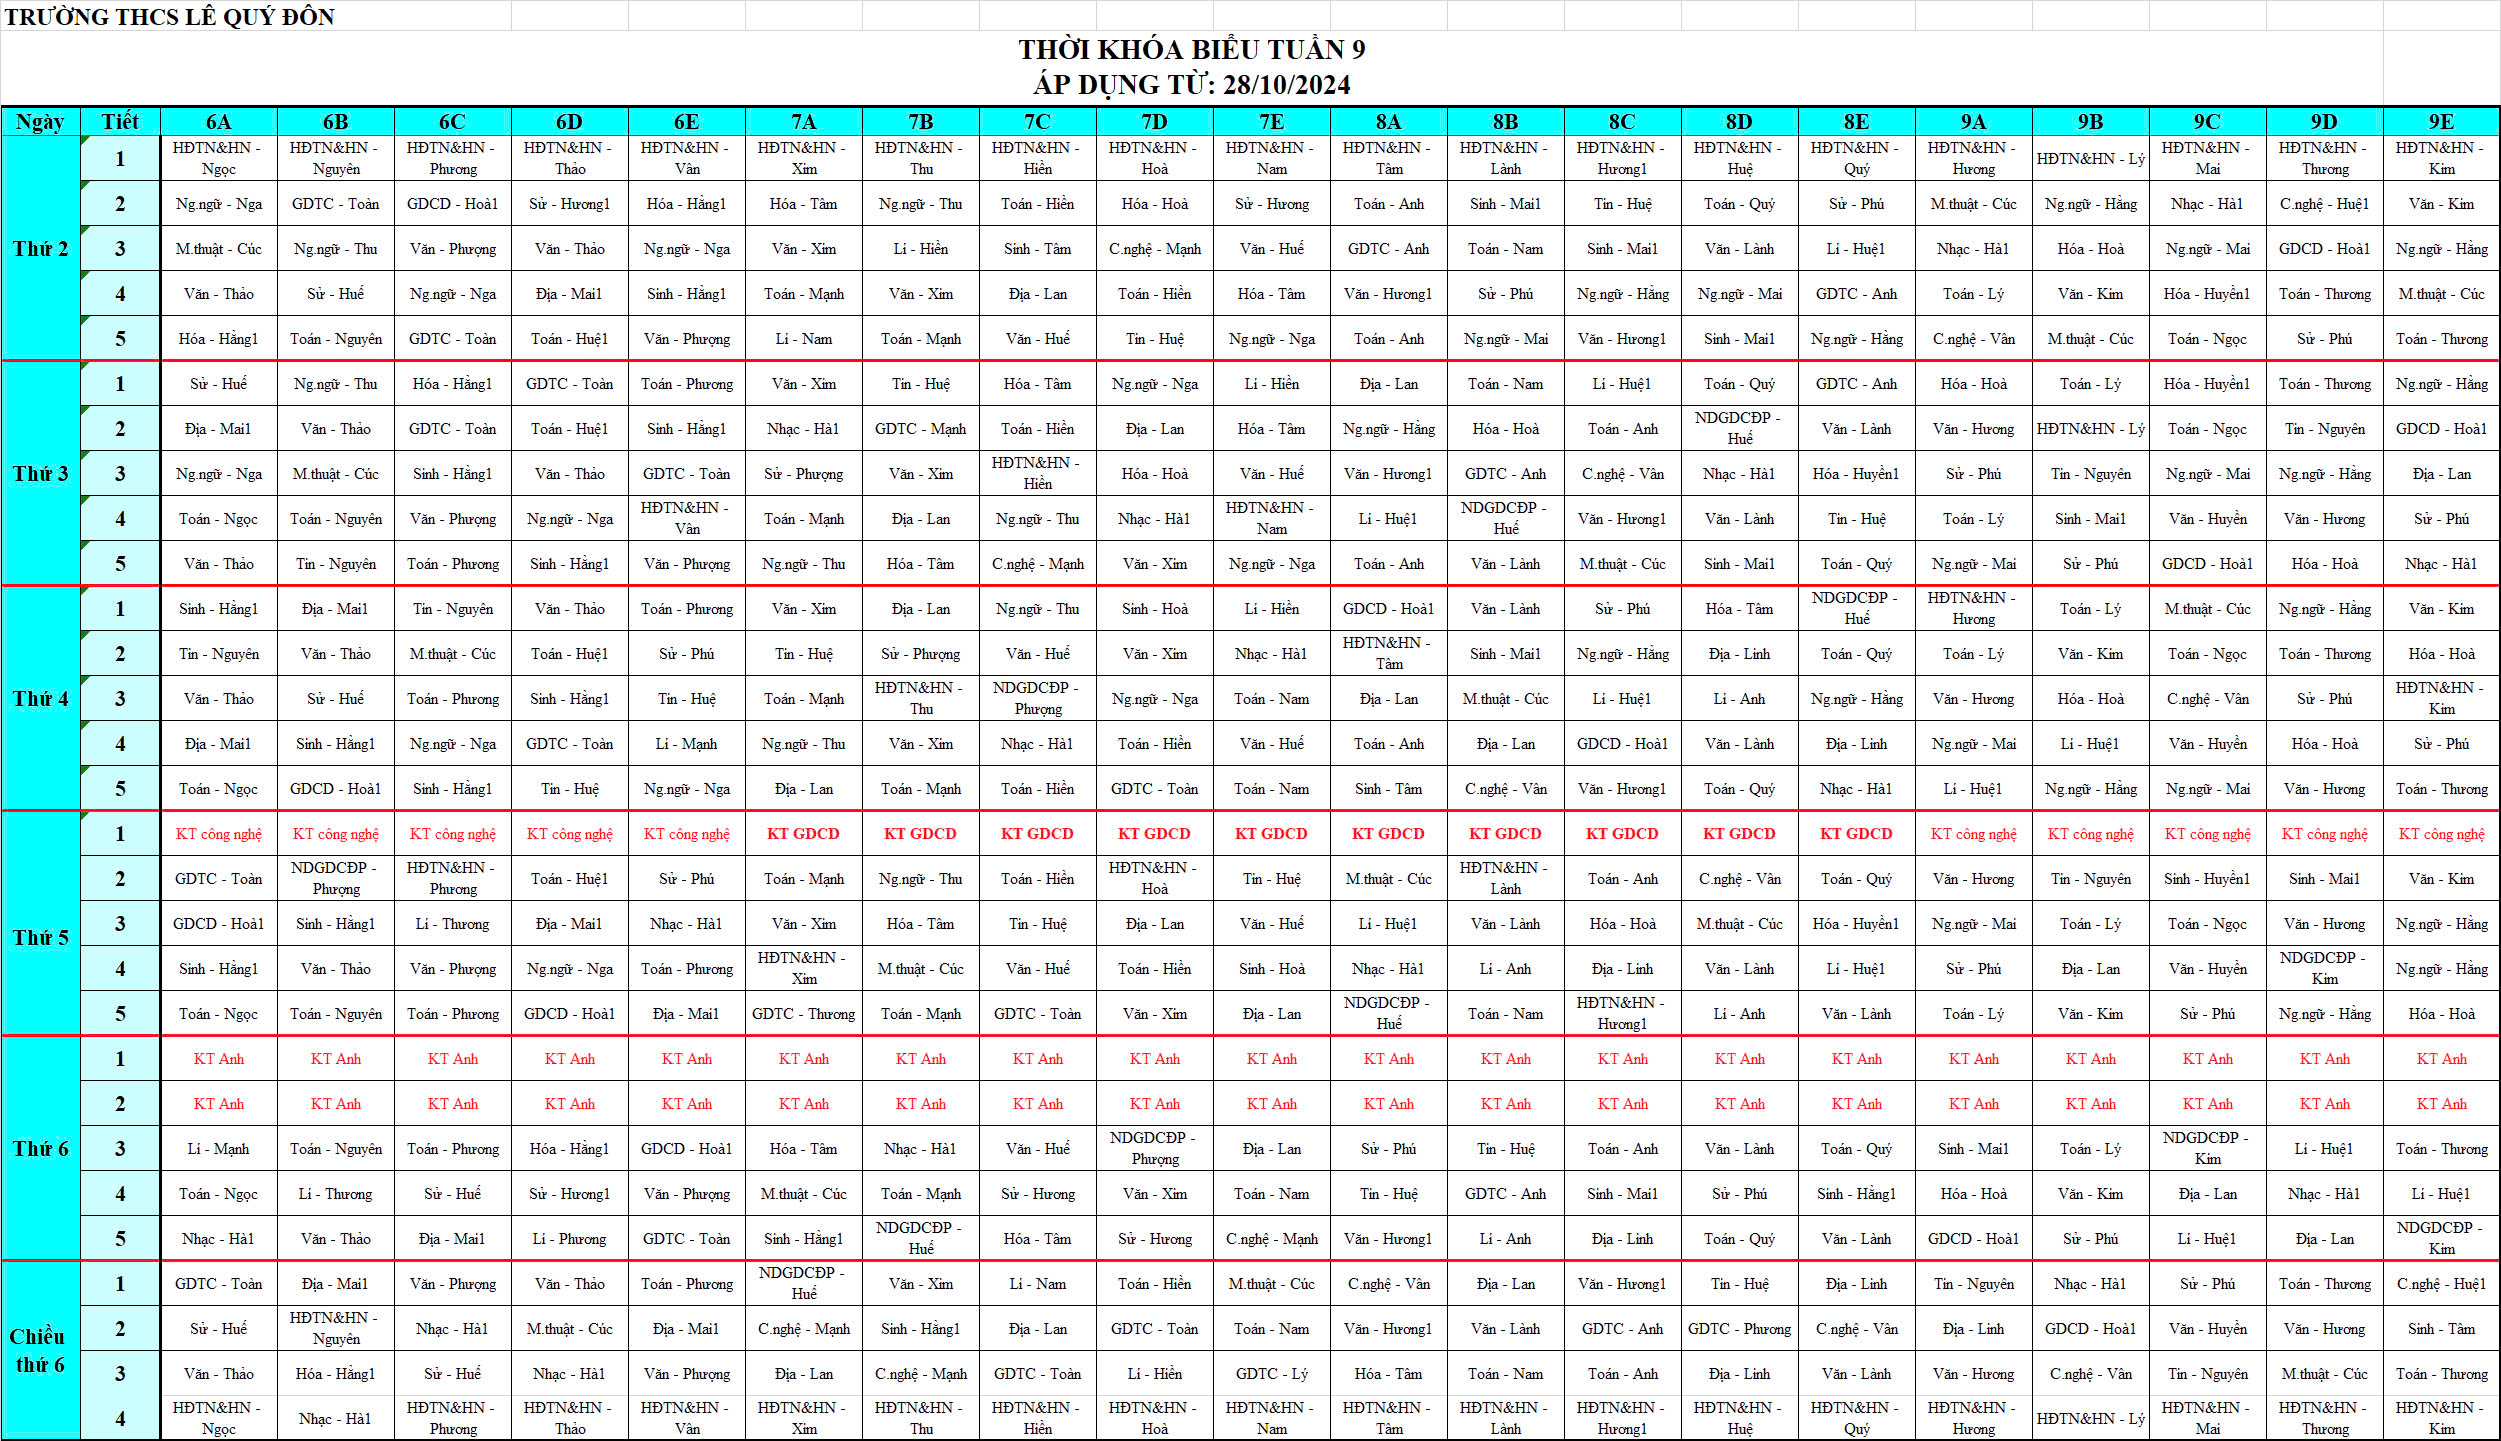 TRƯỜNG THCS LÊ QUÝ ĐÔN
THỜI KHÓA BIỂU TUẦN 9
ÁP DỤNG TỪ: 28/10/2024
Ngày Tiết 6A 6B 6C 6D 6E 7A 7B 7C 7D 7E 8A 8B 8C 8D 8E 9A 9B 9C 9D 9E
Thứ 2
1 HĐTN&HN - Ngọc HĐTN&HN - Nguyên HĐTN&HN - Phương HĐTN&HN - Thảo HĐTN&HN - Vân HĐTN&HN - Xim HĐTN&HN - Thu HĐTN&HN - Hiền HĐTN&HN - Hoà HĐTN&HN - Nam HĐTN&HN - Tâm HĐTN&HN - Lành HĐTN&HN - Hương1 HĐTN&HN - Huệ HĐTN&HN - Quý HĐTN&HN - Hương HĐTN&HN - Lý HĐTN&HN - Mai HĐTN&HN - Thương HĐTN&HN - Kim
2 Ng.ngữ - Nga GDTC - Toàn GDCD - Hoà1 Sử - Hương1 Hóa - Hằng1 Hóa - Tâm Ng.ngữ - Thu Toán - Hiền Hóa - Hoà Sử - Hương Toán - Anh Sinh - Mai1 Tin - Huệ Toán - Quý Sử - Phú M.thuật - Cúc Ng.ngữ - Hằng Nhạc - Hà1 C.nghệ - Huệ1 Văn - Kim
3 M.thuật - Cúc Ng.ngữ - Thu Văn - Phượng Văn - Thảo Ng.ngữ - Nga Văn - Xim Lí - Hiền Sinh - Tâm C.nghệ - Mạnh Văn - Huế GDTC - Anh Toán - Nam Sinh - Mai1 Văn - Lành Lí - Huệ1 Nhạc - Hà1 Hóa - Hoà Ng.ngữ - Mai GDCD - Hoà1 Ng.ngữ - Hằng
4 Văn - Thảo Sử - Huế Ng.ngữ - Nga Địa - Mai1 Sinh - Hằng1 Toán - Mạnh Văn - Xim Địa - Lan Toán - Hiền Hóa - Tâm Văn - Hương1 Sử - Phú Ng.ngữ - Hằng Ng.ngữ - Mai GDTC - Anh Toán - Lý Văn - Kim Hóa - Huyền1 Toán - Thương M.thuật - Cúc
5 Hóa - Hằng1 Toán - Nguyên GDTC - Toàn Toán - Huệ1 Văn - Phượng Lí - Nam Toán - Mạnh Văn - Huế Tin - Huệ Ng.ngữ - Nga Toán - Anh Ng.ngữ - Mai Văn - Hương1 Sinh - Mai1 Ng.ngữ - Hằng C.nghệ - Vân M.thuật - Cúc Toán - Ngọc Sử - Phú Toán - Thương
Thứ 3
1 Sử - Huế Ng.ngữ - Thu Hóa - Hằng1 GDTC - Toàn Toán - Phương Văn - Xim Tin - Huệ Hóa - Tâm Ng.ngữ - Nga Lí - Hiền Địa - Lan Toán - Nam Lí - Huệ1 Toán - Quý GDTC - Anh Hóa - Hoà Toán - Lý Hóa - Huyền1 Toán - Thương Ng.ngữ - Hằng
2 Địa - Mai1 Văn - Thảo GDTC - Toàn Toán - Huệ1 Sinh - Hằng1 Nhạc - Hà1 GDTC - Mạnh Toán - Hiền Địa - Lan Hóa - Tâm Ng.ngữ - Hằng Hóa - Hoà Toán - Anh NDGDCĐP - Huế Văn - Lành Văn - Hương HĐTN&HN - Lý Toán - Ngọc Tin - Nguyên GDCD - Hoà1
3 Ng.ngữ - Nga M.thuật - Cúc Sinh - Hằng1 Văn - Thảo GDTC - Toàn Sử - Phượng Văn - Xim HĐTN&HN - Hiền Hóa - Hoà Văn - Huế Văn - Hương1 GDTC - Anh C.nghệ - Vân Nhạc - Hà1 Hóa - Huyền1 Sử - Phú Tin - Nguyên Ng.ngữ - Mai Ng.ngữ - Hằng Địa - Lan
4 Toán - Ngọc Toán - Nguyên Văn - Phượng Ng.ngữ - Nga HĐTN&HN - Vân Toán - Mạnh Địa - Lan Ng.ngữ - Thu Nhạc - Hà1 HĐTN&HN - Nam Lí - Huệ1 NDGDCĐP - Huế Văn - Hương1 Văn - Lành Tin - Huệ Toán - Lý Sinh - Mai1 Văn - Huyền Văn - Hương Sử - Phú
5 Văn - Thảo Tin - Nguyên Toán - Phương Sinh - Hằng1 Văn - Phượng Ng.ngữ - Thu Hóa - Tâm C.nghệ - Mạnh Văn - Xim Ng.ngữ - Nga Toán - Anh Văn - Lành M.thuật - Cúc Sinh - Mai1 Toán - Quý Ng.ngữ - Mai Sử - Phú GDCD - Hoà1 Hóa - Hoà Nhạc - Hà1
Thứ 4
1 Sinh - Hằng1 Địa - Mai1 Tin - Nguyên Văn - Thảo Toán - Phương Văn - Xim Địa - Lan Ng.ngữ - Thu Sinh - Hoà Lí - Hiền GDCD - Hoà1 Văn - Lành Sử - Phú Hóa - Tâm NDGDCĐP - Huế HĐTN&HN - Hương Toán - Lý M.thuật - Cúc Ng.ngữ - Hằng Văn - Kim
2 Tin - Nguyên Văn - Thảo M.thuật - Cúc Toán - Huệ1 Sử - Phú Tin - Huệ Sử - Phượng Văn - Huế Văn - Xim Nhạc - Hà1 HĐTN&HN - Tâm Sinh - Mai1 Ng.ngữ - Hằng Địa - Linh Toán - Quý Toán - Lý Văn - Kim Toán - Ngọc Toán - Thương Hóa - Hoà
3 Văn - Thảo Sử - Huế Toán - Phương Sinh - Hằng1 Tin - Huệ Toán - Mạnh HĐTN&HN - Thu NDGDCĐP - Phượng Ng.ngữ - Nga Toán - Nam Địa - Lan M.thuật - Cúc Lí - Huệ1 Lí - Anh Ng.ngữ - Hằng Văn - Hương Hóa - Hoà C.nghệ - Vân Sử - Phú HĐTN&HN - Kim
4 Địa - Mai1 Sinh - Hằng1 Ng.ngữ - Nga GDTC - Toàn Lí - Mạnh Ng.ngữ - Thu Văn - Xim Nhạc - Hà1 Toán - Hiền Văn - Huế Toán - Anh Địa - Lan GDCD - Hoà1 Văn - Lành Địa - Linh Ng.ngữ - Mai Lí - Huệ1 Văn - Huyền Hóa - Hoà Sử - Phú
5 Toán - Ngọc GDCD - Hoà1 Sinh - Hằng1 Tin - Huệ Ng.ngữ - Nga Địa - Lan Toán - Mạnh Toán - Hiền GDTC - Toàn Toán - Nam Sinh - Tâm C.nghệ - Vân Văn - Hương1 Toán - Quý Nhạc - Hà1 Lí - Huệ1 Ng.ngữ - Hằng Ng.ngữ - Mai Văn - Hương Toán - Thương
Thứ 5
1 KT công nghệ KT công nghệ KT công nghệ KT công nghệ KT công nghệ KT GDCD KT GDCD KT GDCD KT GDCD KT GDCD KT GDCD KT GDCD KT GDCD KT GDCD KT GDCD KT công nghệ KT công nghệ KT công nghệ KT công nghệ KT công nghệ
2 GDTC - Toàn NDGDCĐP - Phượng HĐTN&HN - Phương Toán - Huệ1 Sử - Phú Toán - Mạnh Ng.ngữ - Thu Toán - Hiền HĐTN&HN - Hoà Tin - Huệ M.thuật - Cúc HĐTN&HN - Lành Toán - Anh C.nghệ - Vân Toán - Quý Văn - Hương Tin - Nguyên Sinh - Huyền1 Sinh - Mai1 Văn - Kim
3 GDCD - Hoà1 Sinh - Hằng1 Lí - Thương Địa - Mai1 Nhạc - Hà1 Văn - Xim Hóa - Tâm Tin - Huệ Địa - Lan Văn - Huế Lí - Huệ1 Văn - Lành Hóa - Hoà M.thuật - Cúc Hóa - Huyền1 Ng.ngữ - Mai Toán - Lý Toán - Ngọc Văn - Hương Ng.ngữ - Hằng
4 Sinh - Hằng1 Văn - Thảo Văn - Phượng Ng.ngữ - Nga Toán - Phương HĐTN&HN - Xim M.thuật - Cúc Văn - Huế Toán - Hiền Sinh - Hoà Nhạc - Hà1 Lí - Anh Địa - Linh Văn - Lành Lí - Huệ1 Sử - Phú Địa - Lan Văn - Huyền NDGDCĐP - Kim Ng.ngữ - Hằng
5 Toán - Ngọc Toán - Nguyên Toán - Phương GDCD - Hoà1 Địa - Mai1 GDTC - Thương Toán - Mạnh GDTC - Toàn Văn - Xim Địa - Lan NDGDCĐP - Huế Toán - Nam HĐTN&HN - Hương1 Lí - Anh Văn - Lành Toán - Lý Văn - Kim Sử - Phú Ng.ngữ - Hằng Hóa - Hoà
Thứ 6
1 KT Anh KT Anh KT Anh KT Anh KT Anh KT Anh KT Anh KT Anh KT Anh KT Anh KT Anh KT Anh KT Anh KT Anh KT Anh KT Anh KT Anh KT Anh KT Anh KT Anh
2 KT Anh KT Anh KT Anh KT Anh KT Anh KT Anh KT Anh KT Anh KT Anh KT Anh KT Anh KT Anh KT Anh KT Anh KT Anh KT Anh KT Anh KT Anh KT Anh KT Anh
3 Lí - Mạnh Toán - Nguyên Toán - Phương Hóa - Hằng1 GDCD - Hoà1 Hóa - Tâm Nhạc - Hà1 Văn - Huế NDGDCĐP - Phượng Địa - Lan Sử - Phú Tin - Huệ Toán - Anh Văn - Lành Toán - Quý Sinh - Mai1 Toán - Lý NDGDCĐP - Kim Lí - Huệ1 Toán - Thương
4 Toán - Ngọc Lí - Thương Sử - Huế Sử - Hương1 Văn - Phượng M.thuật - Cúc Toán - Mạnh Sử - Hương Văn - Xim Toán - Nam Tin - Huệ GDTC - Anh Sinh - Mai1 Sử - Phú Sinh - Hằng1 Hóa - Hoà Văn - Kim Địa - Lan Nhạc - Hà1 Lí - Huệ1
5 Nhạc - Hà1 Văn - Thảo Địa - Mai1 Lí - Phương GDTC - Toàn Sinh - Hằng1 NDGDCĐP - Huế Hóa - Tâm Sử - Hương C.nghệ - Mạnh Văn - Hương1 Lí - Anh Địa - Linh Toán - Quý Văn - Lành GDCD - Hoà1 Sử - Phú Lí - Huệ1 Địa - Lan NDGDCĐP - Kim
Chiều thứ 6
1 GDTC - Toàn Địa - Mai1 Văn - Phượng Văn - Thảo Toán - Phương NDGDCĐP - Huế Văn - Xim Lí - Nam Toán - Hiền M.thuật - Cúc C.nghệ - Vân Địa - Lan Văn - Hương1 Tin - Huệ Địa - Linh Tin - Nguyên Nhạc - Hà1 Sử - Phú Toán - Thương C.nghệ - Huệ1
2 Sử - Huế HĐTN&HN - Nguyên Nhạc - Hà1 M.thuật - Cúc Địa - Mai1 C.nghệ - Mạnh Sinh - Hằng1 Địa - Lan GDTC - Toàn Toán - Nam Văn - Hương1 Văn - Lành GDTC - Anh GDTC - Phương C.nghệ - Vân Địa - Linh GDCD - Hoà1 Văn - Huyền Văn - Hương Sinh - Tâm
3 Văn - Thảo Hóa - Hằng1 Sử - Huế Nhạc - Hà1 Văn - Phượng Địa - Lan C.nghệ - Mạnh GDTC - Toàn Lí - Hiền GDTC - Lý Hóa - Tâm Toán - Nam Toán - Anh Địa - Linh Văn - Lành Văn - Hương C.nghệ - Vân Tin - Nguyên M.thuật - Cúc Toán - Thương
4 HĐTN&HN - Ngọc Nhạc - Hà1 HĐTN&HN - Phương HĐTN&HN - Thảo HĐTN&HN - Vân HĐTN&HN - Xim HĐTN&HN - Thu HĐTN&HN - Hiền HĐTN&HN - Hoà HĐTN&HN - Nam HĐTN&HN - Tâm HĐTN&HN - Lành HĐTN&HN - Hương1 HĐTN&HN - Huệ HĐTN&HN - Quý HĐTN&HN - Hương HĐTN&HN - Lý HĐTN&HN - Mai HĐTN&HN - Thương HĐTN&HN - Kim